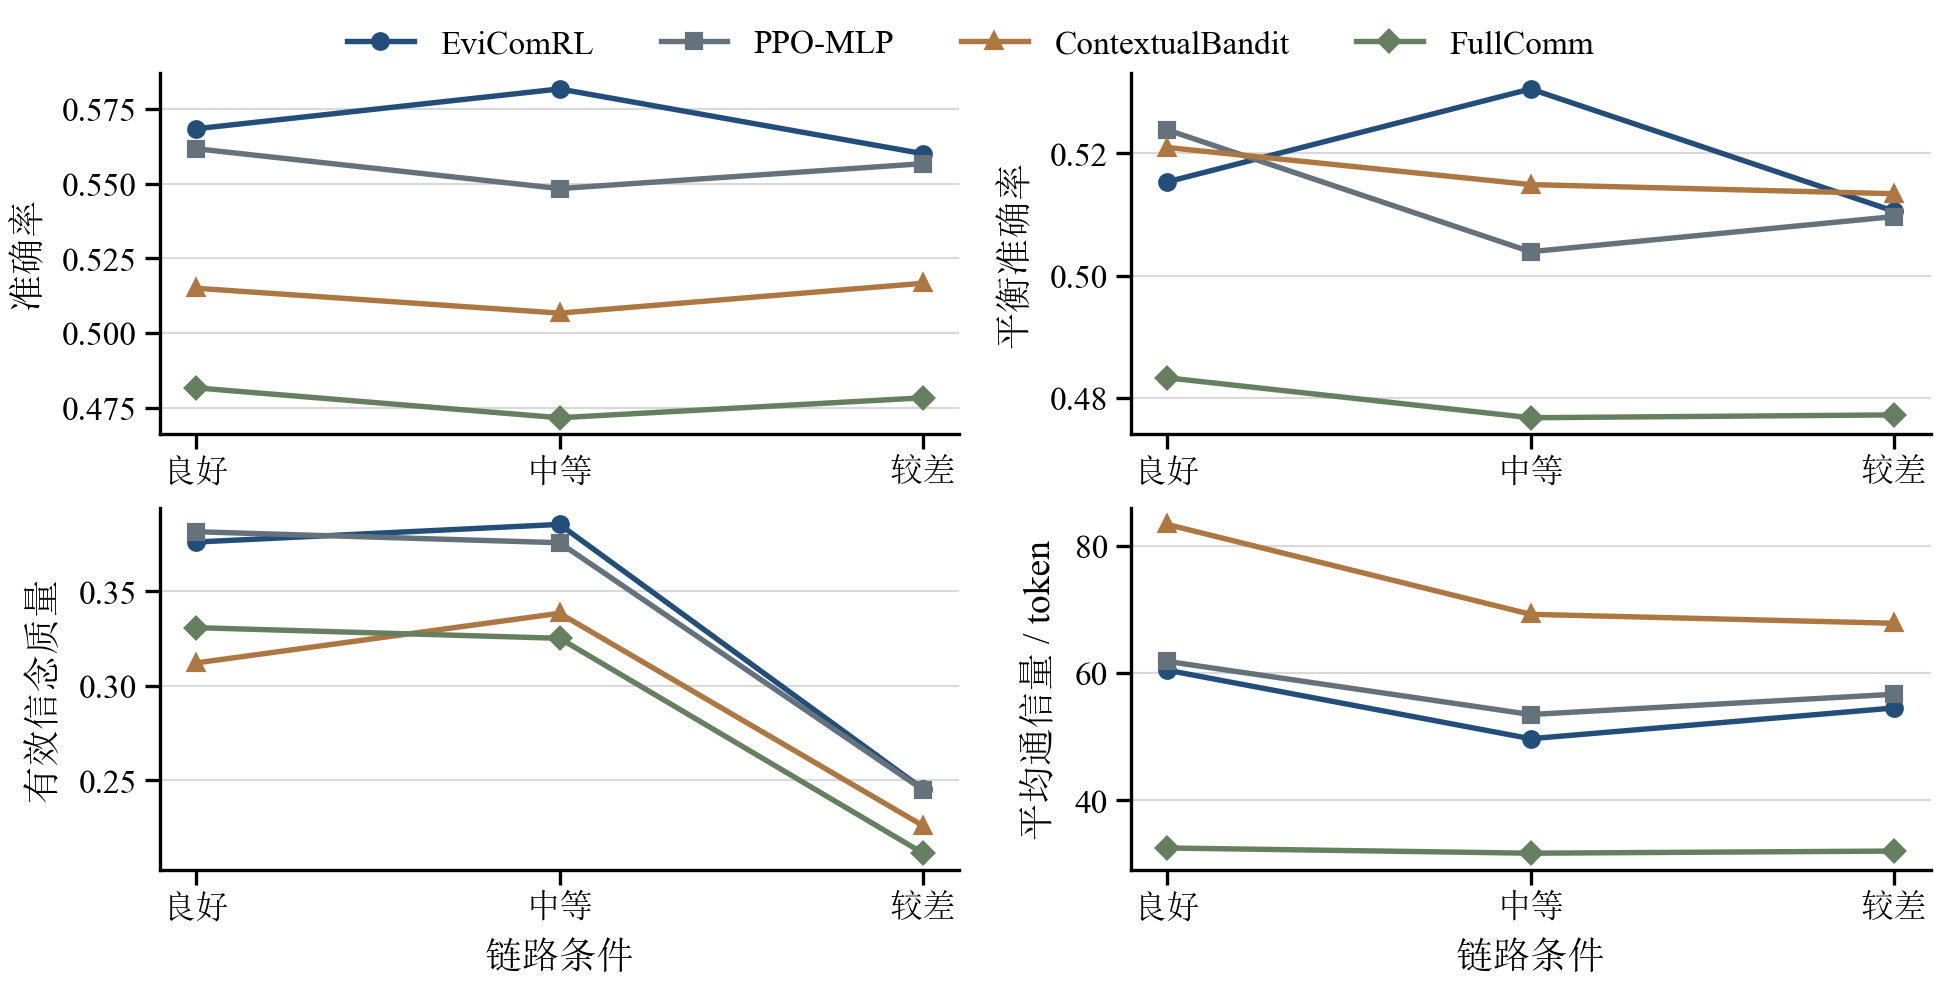 EviComRL PPO-MLP ContextualBandit FullComm
准确率
0.575
0.550
0.525
0.500
0.475
良好 中等 较差
平衡准确率
0.52
0.50
0.48
良好 中等 较差
有效信念质量
0.35
0.30
0.25
良好 中等 较差
链路条件
平均通信量 / token
80
60
40
良好 中等 较差
链路条件